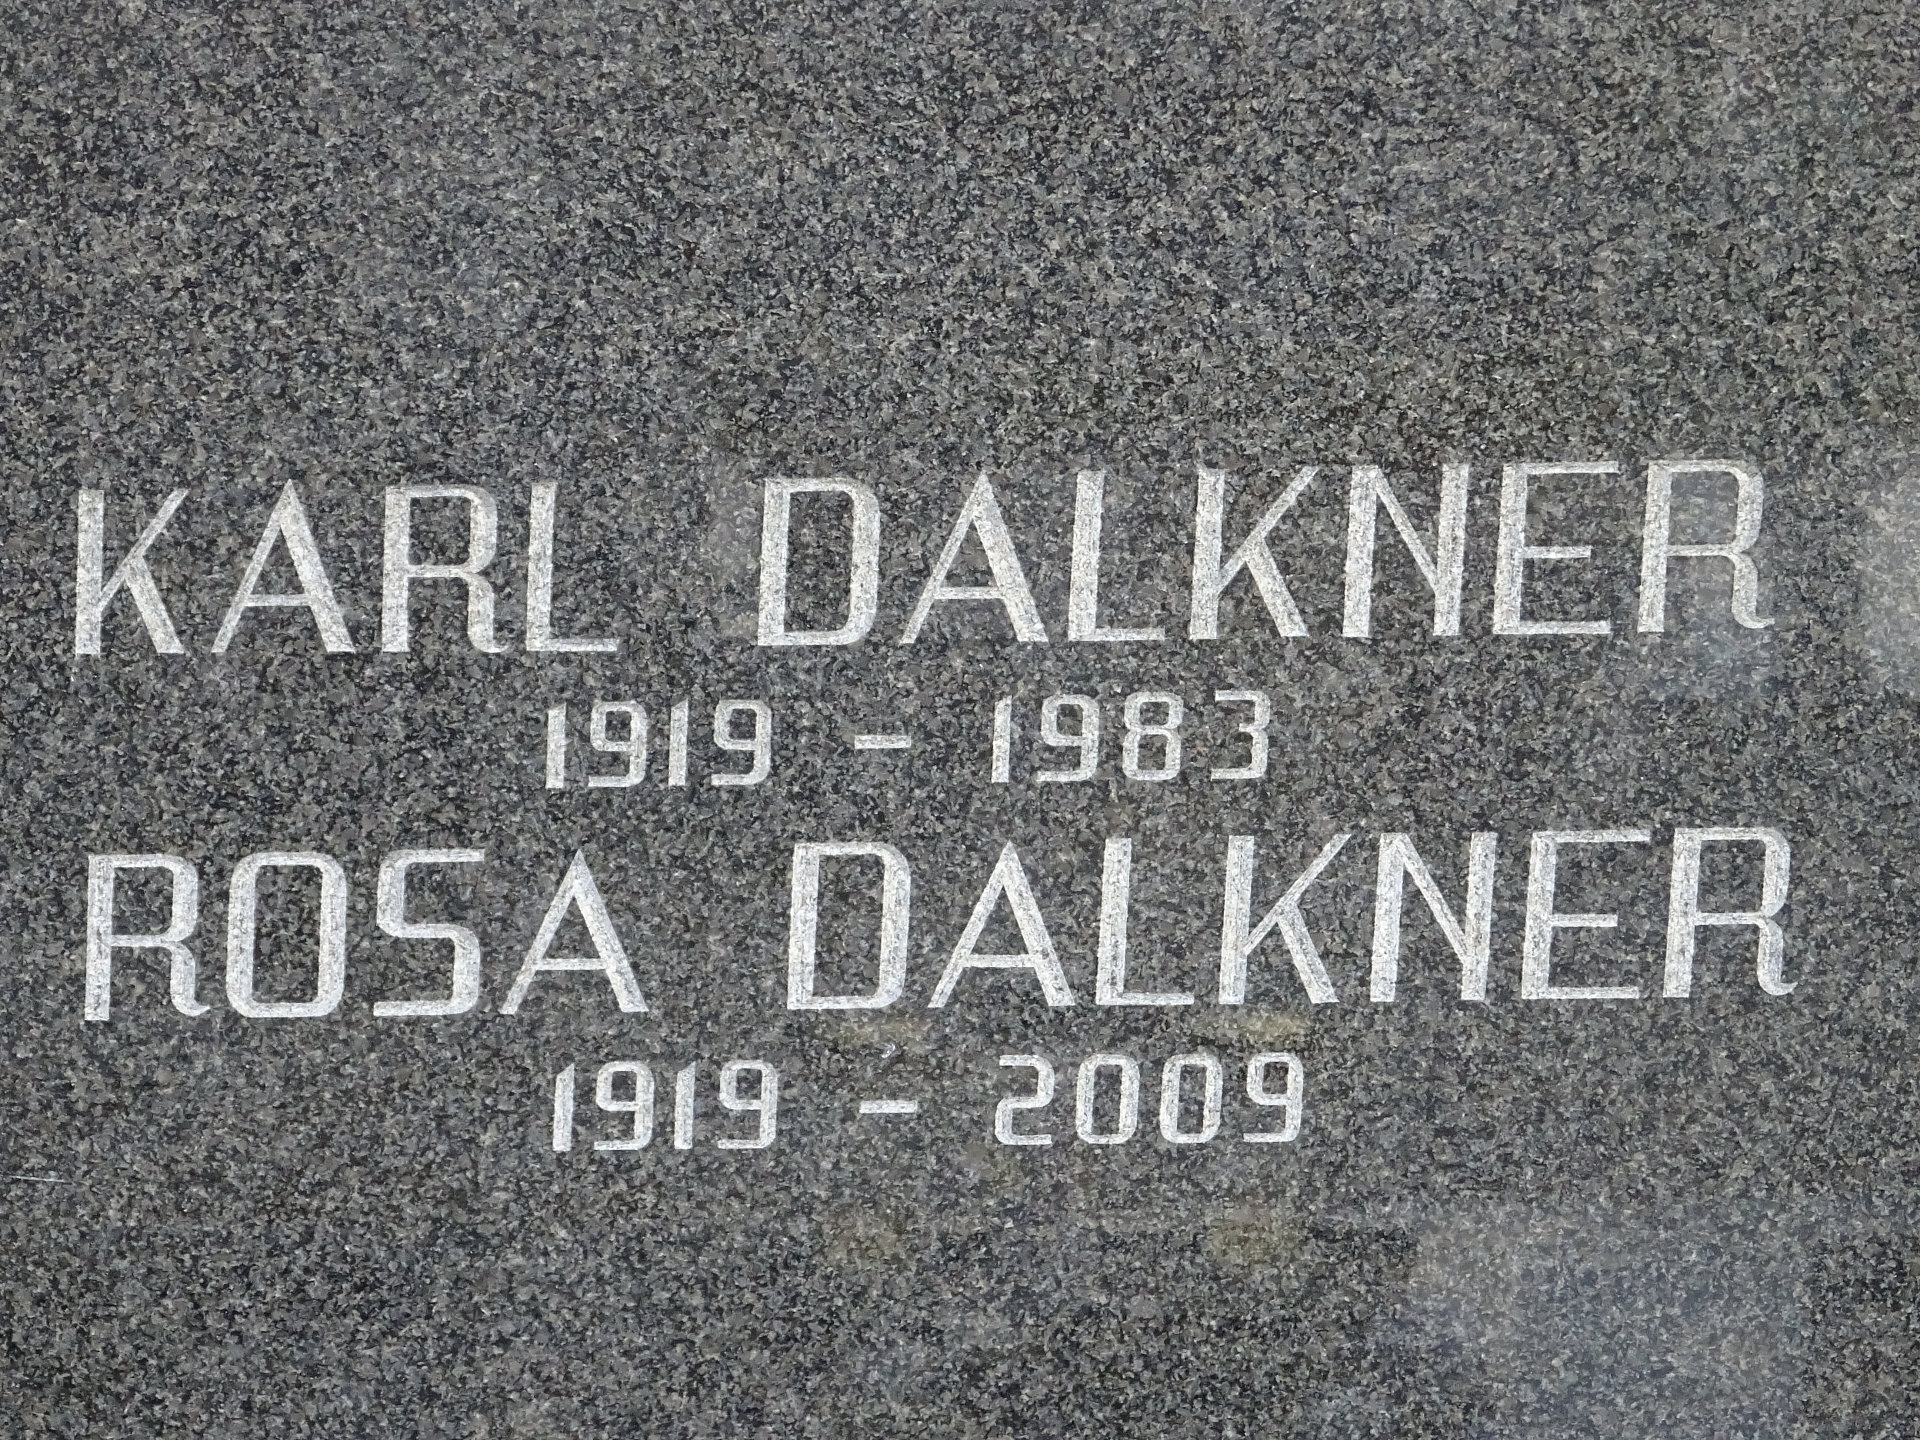 KARL DALKNER
1919 - 1983
ROSA DALKNER
1919 - 2009